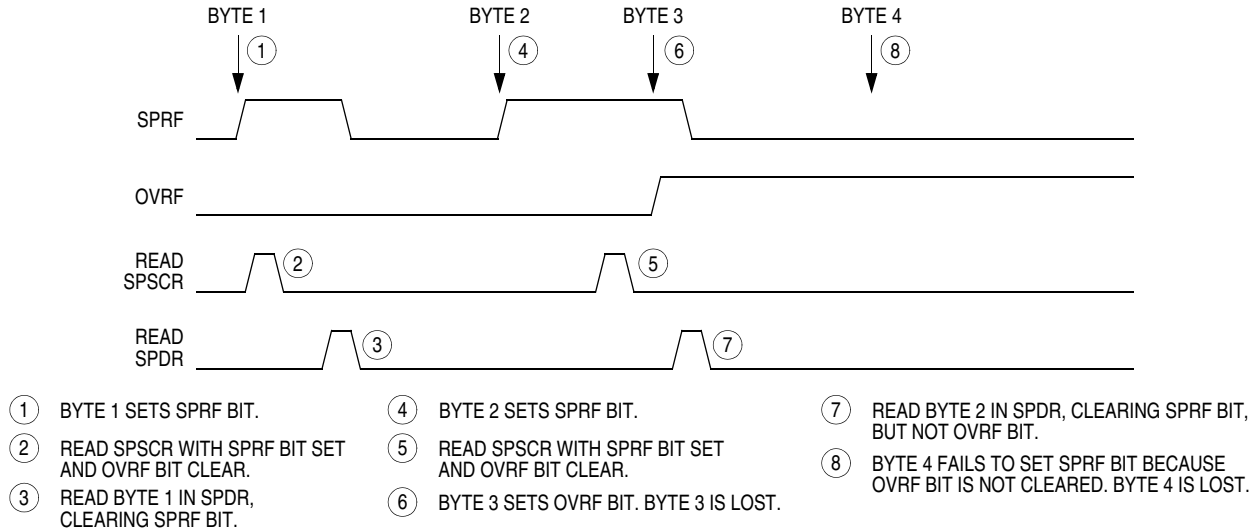 BYTE 1 BYTE 2 BYTE 3 BYTE 4
1 4 6 8
SPRF
OVRF
READ
SPSCR
2 5
READ
SPDR
3 7
1 BYTE 1 SETS SPRF BIT.
2 READ SPSCR WITH SPRF BIT SET
AND OVRF BIT CLEAR.
3 READ BYTE 1 IN SPDR,
CLEARING SPRF BIT.
4 BYTE 2 SETS SPRF BIT.
5 READ SPSCR WITH SPRF BIT SET
AND OVRF BIT CLEAR.
6 BYTE 3 SETS OVRF BIT. BYTE 3 IS LOST.
7 READ BYTE 2 IN SPDR, CLEARING SPRF BIT,
BUT NOT OVRF BIT.
8 BYTE 4 FAILS TO SET SPRF BIT BECAUSE
OVRF BIT IS NOT CLEARED. BYTE 4 IS LOST.